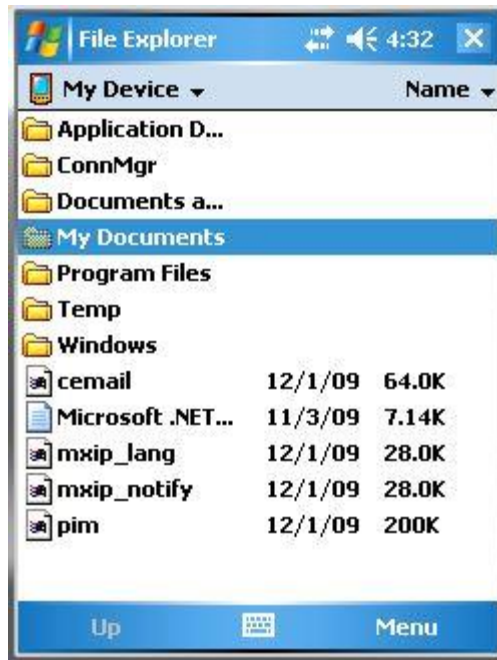 File Explorer 4:32
My Device Name
Application D...
ConnMgr
Documents a...
My Documents
Program Files
Temp
Windows
cemail 12/1/09 64.0K
Microsoft .NET... 11/3/09 7.14K
mxip_lang 12/1/09 28.0K
mxip_notify 12/1/09 28.0K
pim 12/1/09 200K
Up Menu